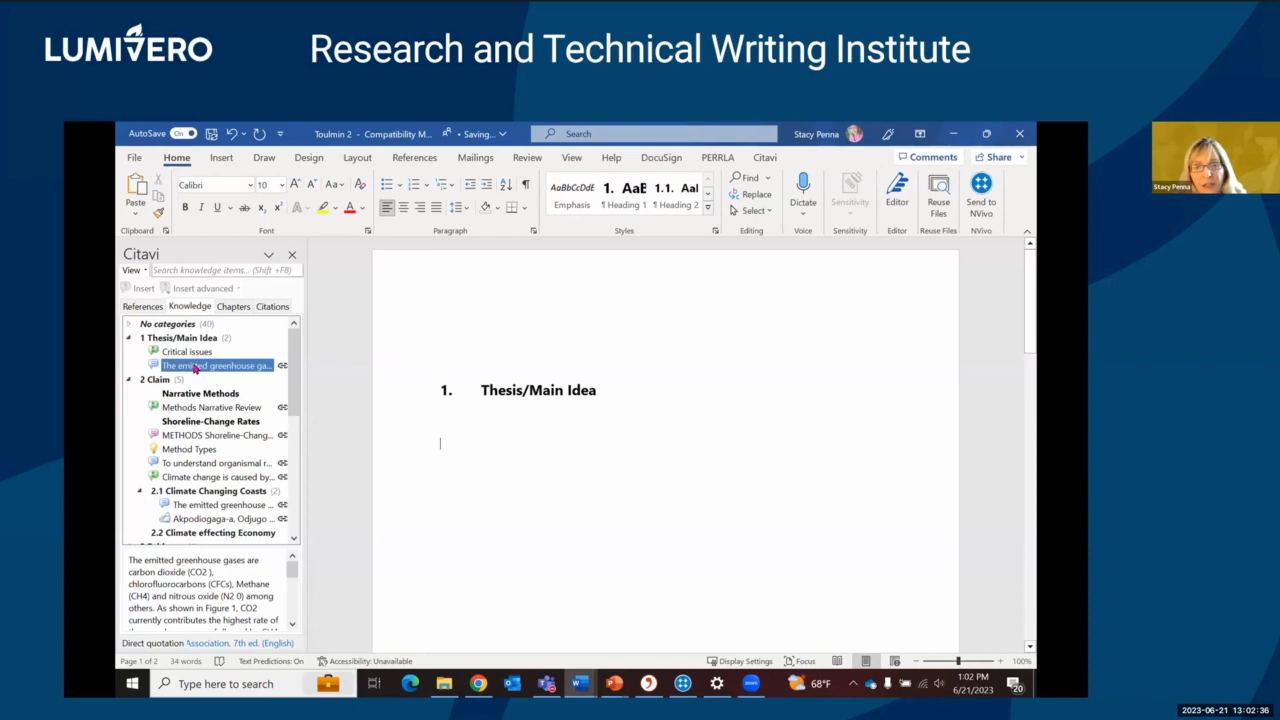 LUMIVERO
Research and Technical Writing Institute
AutoSave On Toulmin 2 - Compatibility M... • Saving... Search Stacy Penna
File Home Insert Draw Design Layout References Mailings Review View Help DocuSign PERRLA Citavi Comments Share
Calibri 10 Aa
Paste
B I U ab x₂ x² A A
AaBbCcDdE 1. AaE 1.1. Aal
Emphasis ¶ Heading 1 ¶ Heading 2
Find
Replace
Select
Dictate Sensitivity Editor Reuse Files Send to NVivo
Clipboard Font Paragraph Styles Editing Voice Sensitivity Editor Reuse Files NVivo
Stacy Penna
Citavi
View Search knowledge items... (Shift +F8)
Insert Insert advanced
References Knowledge Chapters Citations
No categories (40)
1 Thesis/Main Idea (2)
Critical issues
The emitted greenhouse ga...
2 Claim (5)
Narrative Methods
Methods Narrative Review
Shoreline-Change Rates
METHODS Shoreline-Chang...
Method Types
To understand organismal r...
Climate change is caused by...
2.1 Climate Changing Coasts (2)
The emitted greenhouse ...
Akpodiogaga-a, Odjugo ...
2.2 Climate effecting Economy
The emitted greenhouse gases are
carbon dioxide (CO2 ),
chlorofluorocarbons (CFCs), Methane
(CH4) and nitrous oxide (N2 0) among
others. As shown in Figure 1, CO2
currently contributes the highest rate of
Direct quotation Association, 7th ed. (English)
1. Thesis/Main Idea
Page 1 of 2 34 words Text Predictions: On Accessibility: Unavailable Display Settings Focus 100%
Type here to search 68°F 1:02 PM
6/21/2023 20
2023-06-21 13:02:36